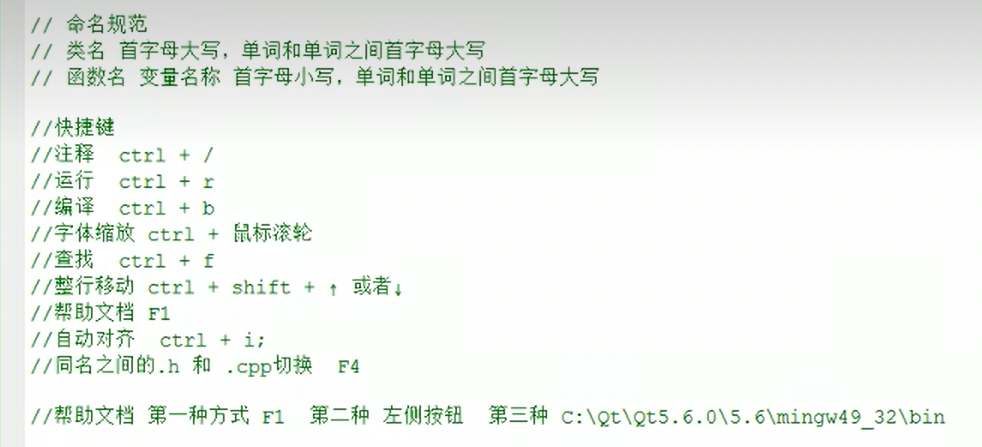 // 命名规范
// 类名 首字母大写，单词和单词之间首字母大写
// 函数名 变量名称 首字母小写，单词和单词之间首字母大写
//快捷键
//注释 ctrl + /
//运行 ctrl + r
//编译 ctrl + b
//字体缩放 ctrl + 鼠标滚轮
//查找 ctrl + f
//整行移动 ctrl + shift + ↑ 或者↓
//帮助文档 F1
//自动对齐 ctrl + i;
//同名之间的.h 和 .cpp切换 F4
//帮助文档 第一种方式 F1 第二种 左侧按钮 第三种 C:\Qt\Qt5.6.0\5.6\mingw49_32\bin